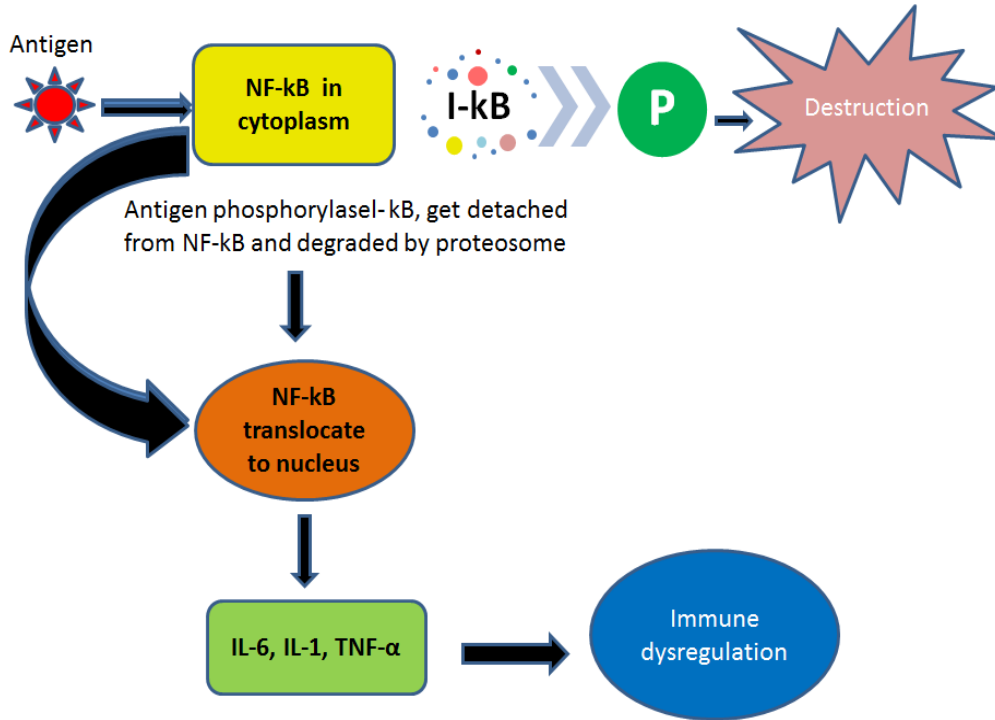 Antigen
NF-kB in
cytoplasm
I-kB
P
Destruction
Antigen phosphorylasel-kB, get detached
from NF-kB and degraded by proteosome
NF-kB
translocate
to nucleus
IL-6, IL-1, TNF-α
Immune
dysregulation